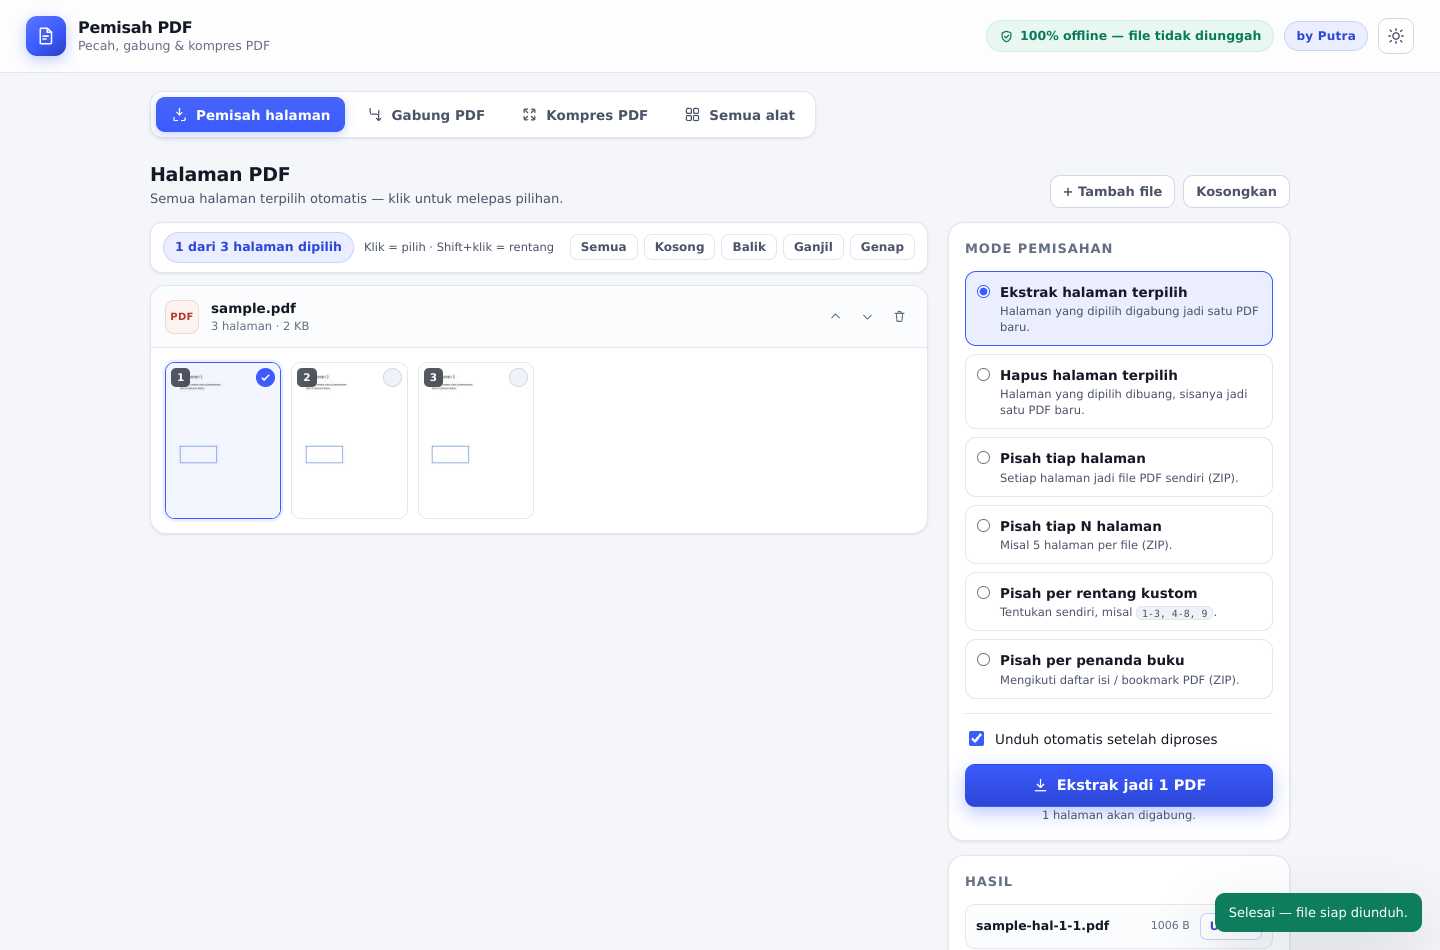 Pemisah PDF
Pecah, gabung & kompres PDF
100% offline — file tidak diunggah
by Putra
Pemisah halaman
Gabung PDF
Kompres PDF
Semua alat
Halaman PDF
Semua halaman terpilih otomatis — klik untuk melepas pilihan.
+ Tambah file
Kosongkan
1 dari 3 halaman dipilih
Klik = pilih · Shift+klik = rentang
Semua
Kosong
Balik
Ganjil
Genap
PDF
sample.pdf
3 halaman · 2 KB
1
2
3
MODE PEMISAHAN
Ekstrak halaman terpilih
Halaman yang dipilih digabung jadi satu PDF
baru.
Hapus halaman terpilih
Halaman yang dipilih dibuang, sisanya jadi
satu PDF baru.
Pisah tiap halaman
Setiap halaman jadi file PDF sendiri (ZIP).
Pisah tiap N halaman
Misal 5 halaman per file (ZIP).
Pisah per rentang kustom
Tentukan sendiri, misal 1-3, 4-8, 9.
Pisah per penanda buku
Mengikuti daftar isi / bookmark PDF (ZIP).
Unduh otomatis setelah diproses
Ekstrak jadi 1 PDF
1 halaman akan digabung.
HASIL
sample-hal-1-1.pdf
1006 B
Selesai — file siap diunduh.